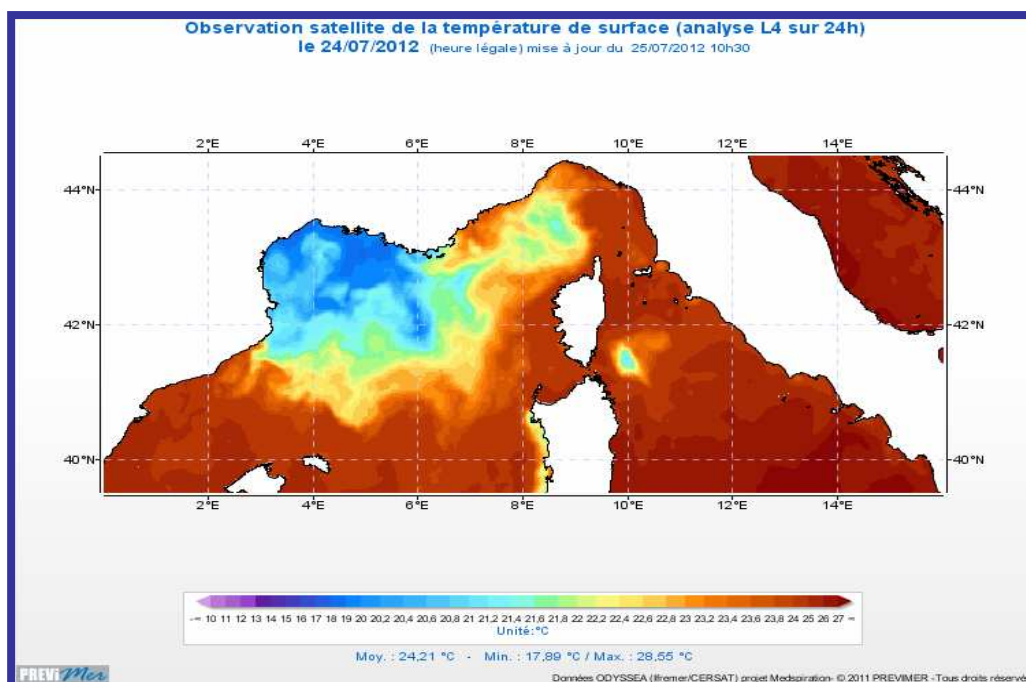 Observation satellite de la température de surface (analyse L4 sur 24h)
le 24/07/2012 (heure légale) mise à jour du 25/07/2012 10h30
2°E 4°E 6°E 8°E 10°E 12°E 14°E
44°N 44°N
42°N 42°N
40°N 40°N
2°E 4°E 6°E 8°E 10°E 12°E 14°E
-∞ 10 11 12 13 14 15 16 17 18 19 20 20,2 20,4 20,6 20,8 21 21,2 21,4 21,6 21,8 22 22,2 22,4 22,6 22,8 23 23,2 23,4 23,6 23,8 24 25 26 27 ∞
Unité:°C
Moy. : 24,21 °C - Min. : 17,89 °C / Max. : 28,55 °C
PREVIMer
Données ODYSSEA (Ifremer/CERSAT) projet Medspiration- © 2011 PREVIMER -Tous droits réservé